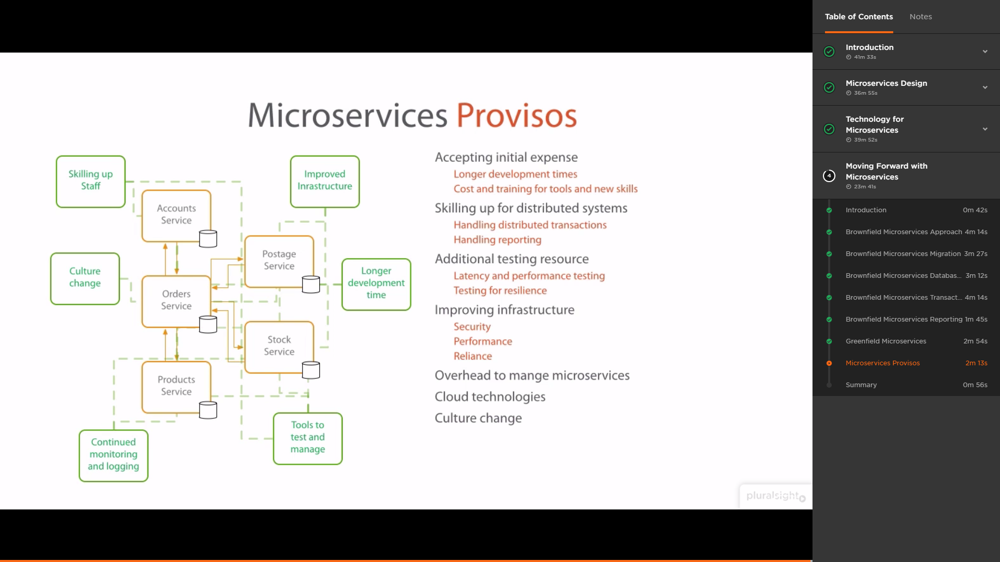 Microservices Provisos
Skilling up
Staff
Improved
Inrastructure
Accounts
Service
Postage
Service
Culture
change
Longer
development
time
Orders
Service
Stock
Service
Products
Service
Tools to
test and
manage
Continued
monitoring
and logging
Accepting initial expense
Longer development times
Cost and training for tools and new skills
Skilling up for distributed systems
Handling distributed transactions
Handling reporting
Additional testing resource
Latency and performance testing
Testing for resilience
Improving infrastructure
Security
Performance
Reliance
Overhead to mange microservices
Cloud technologies
Culture change
pluralsight
Table of Contents Notes
Introduction
41m 33s
Microservices Design
36m 55s
Technology for
Microservices
39m 52s
4
Moving Forward with
Microservices
23m 41s
Introduction 0m 42s
Brownfield Microservices Approach 4m 14s
Brownfield Microservices Migration 3m 27s
Brownfield Microservices Databas... 3m 12s
Brownfield Microservices Transact... 4m 14s
Brownfield Microservices Reporting 1m 45s
Greenfield Microservices 2m 54s
Microservices Provisos 2m 13s
Summary 0m 56s